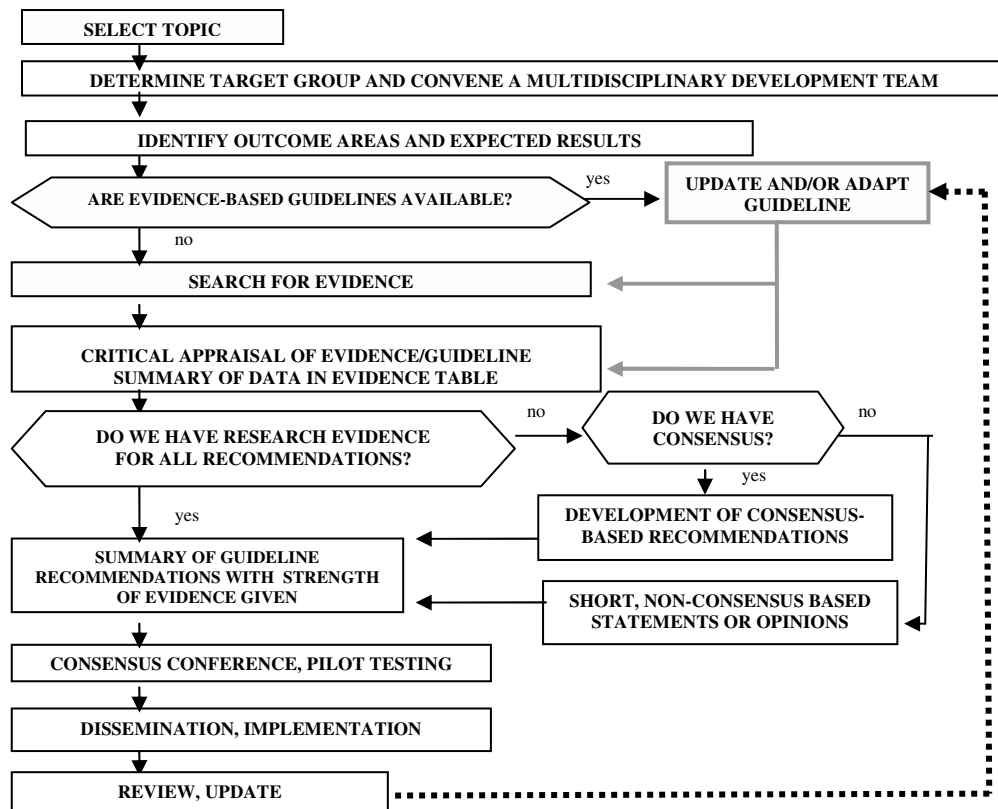 SELECT TOPIC
DETERMINE TARGET GROUP AND CONVENE A MULTIDISCIPLINARY DEVELOPMENT TEAM
IDENTIFY OUTCOME AREAS AND EXPECTED RESULTS
ARE EVIDENCE-BASED GUIDELINES AVAILABLE?
yes
UPDATE AND/OR ADAPT
GUIDELINE
no
SEARCH FOR EVIDENCE
CRITICAL APPRAISAL OF EVIDENCE/GUIDELINE
SUMMARY OF DATA IN EVIDENCE TABLE
DO WE HAVE RESEARCH EVIDENCE
FOR ALL RECOMMENDATIONS?
no
DO WE HAVE
CONSENSUS?
no
yes
yes
DEVELOPMENT OF CONSENSUS-
BASED RECOMMENDATIONS
SUMMARY OF GUIDELINE
RECOMMENDATIONS WITH STRENGTH
OF EVIDENCE GIVEN
SHORT, NON-CONSENSUS BASED
STATEMENTS OR OPINIONS
CONSENSUS CONFERENCE, PILOT TESTING
DISSEMINATION, IMPLEMENTATION
REVIEW, UPDATE